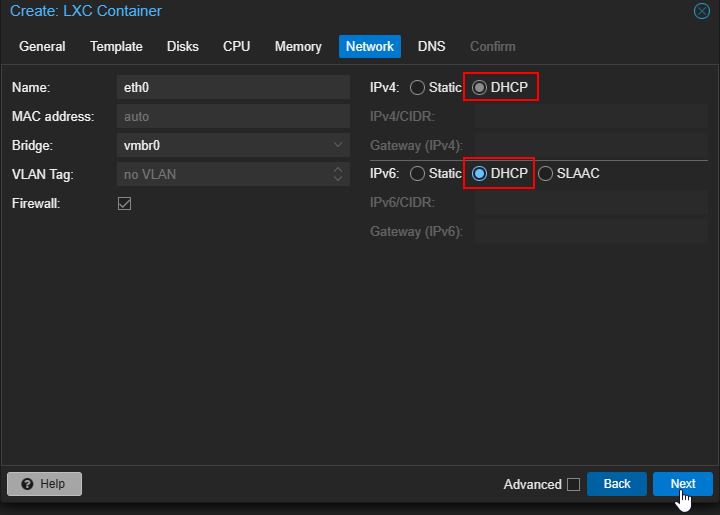 Create: LXC Container
General Template Disks CPU Memory Network DNS Confirm
Name: eth0
MAC address: auto
Bridge: vmbr0
VLAN Tag: no VLAN
Firewall:
IPv4: Static DHCP
IPv4/CIDR:
Gateway (IPv4):
IPv6: Static DHCP SLAAC
IPv6/CIDR:
Gateway (IPv6):
Help Advanced Back Next